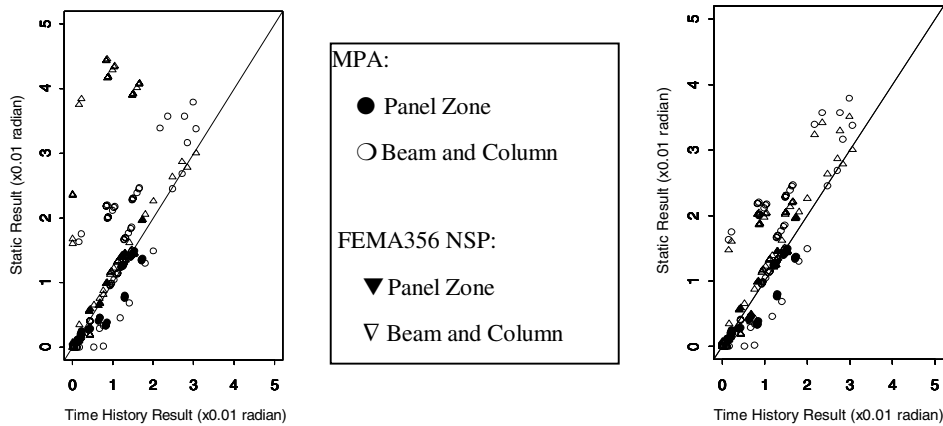 5
4
3
2
1
0
Static Result (x0.01 radian)
0 1 2 3 4 5
Time History Result (x0.01 radian)
MPA:
Panel Zone
Beam and Column
FEMA356 NSP:
Panel Zone
Beam and Column
5
4
3
2
1
0
Static Result (x0.01 radian)
0 1 2 3 4 5
Time History Result (x0.01 radian)